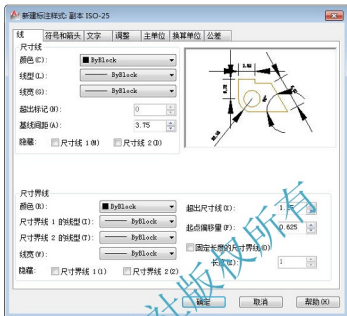 新建标注样式: 副本 ISO-25
线 符号和箭头 文字 调整 主单位 换算单位 公差
尺寸线
颜色(C): ByBlock
线型(L): ByBlock
线宽(G): ByBlock
超出标记(N): 0
基线间距(A): 3.75
隐藏: 尺寸线 1(M) 尺寸线 2(D)
尺寸界线
颜色(R): ByBlock
尺寸界线 1 的线型(I): ByBlock
尺寸界线 2 的线型(T): ByBlock
线宽(W): ByBlock
隐藏: 尺寸界线 1(1) 尺寸界线 2(2)
超出尺寸线(X):
起点偏移量(F): 0.625
固定长度的尺寸界线(O)
长度(E): 1
确定 取消 帮助(H)
社版权所有